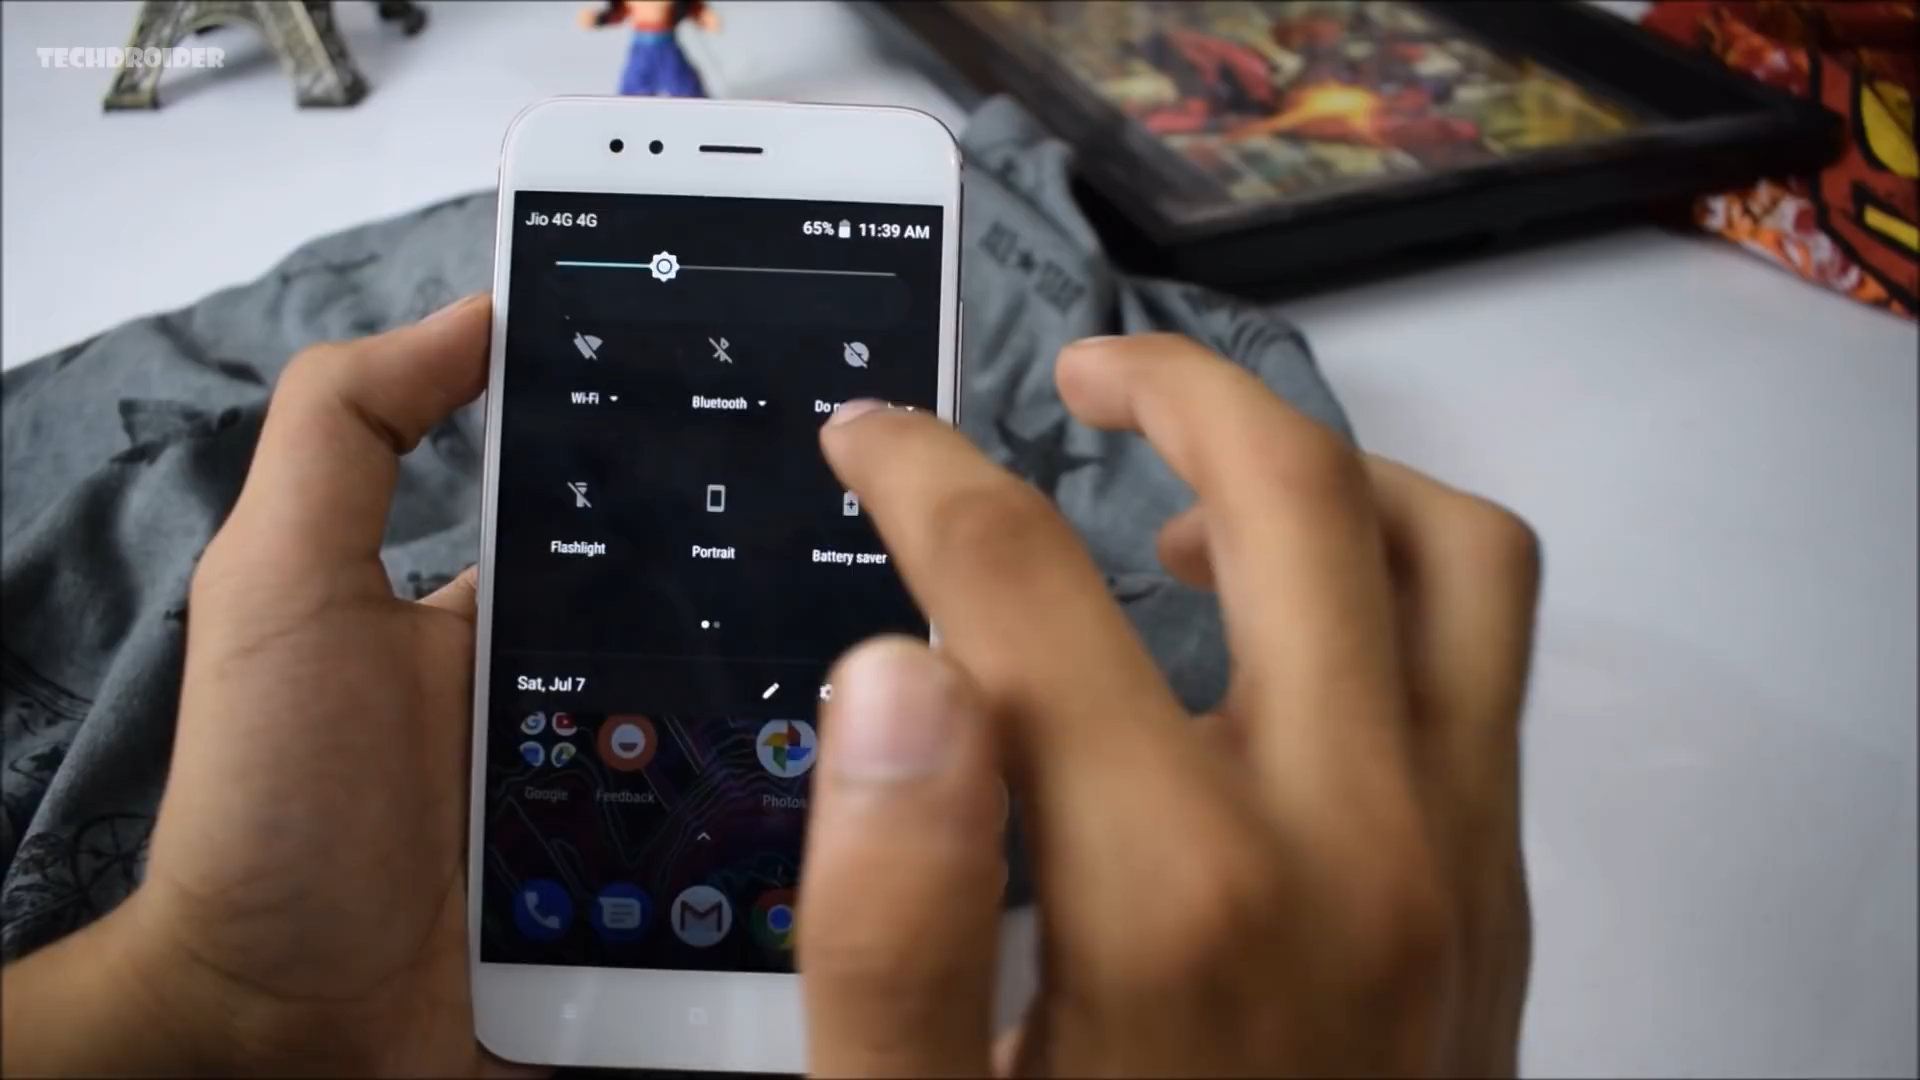 TECHDROIDER
Jio 4G 4G
65% 11:39 AM
Wi-Fi
Bluetooth
Do
Flashlight
Portrait
Battery saver
Sat, Jul 7
Google
Feedback
Photos